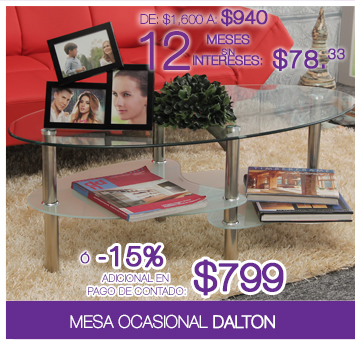 DE: $1,600 A: $940
12 MESES SIN INTERESES: $78.33
Ó -15% ADICIONAL EN PAGO DE CONTADO: $799
MESA OCASIONAL DALTON